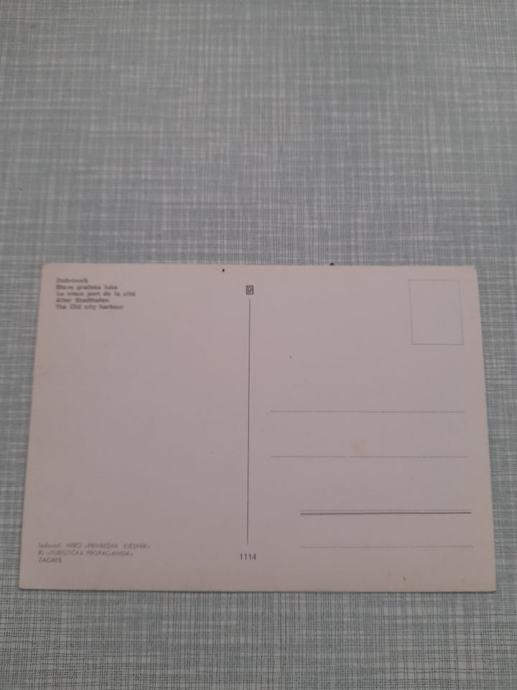 Dubrovnik
Stara gradska luka
Le vieux port de la cité
Alter Stadthafen
The Old city harbour
Izdavač: NIRO »PRIVREDNI VJESNIK«
RJ »TURISTIČKA PROPAGANDA«
ZAGREB
1114